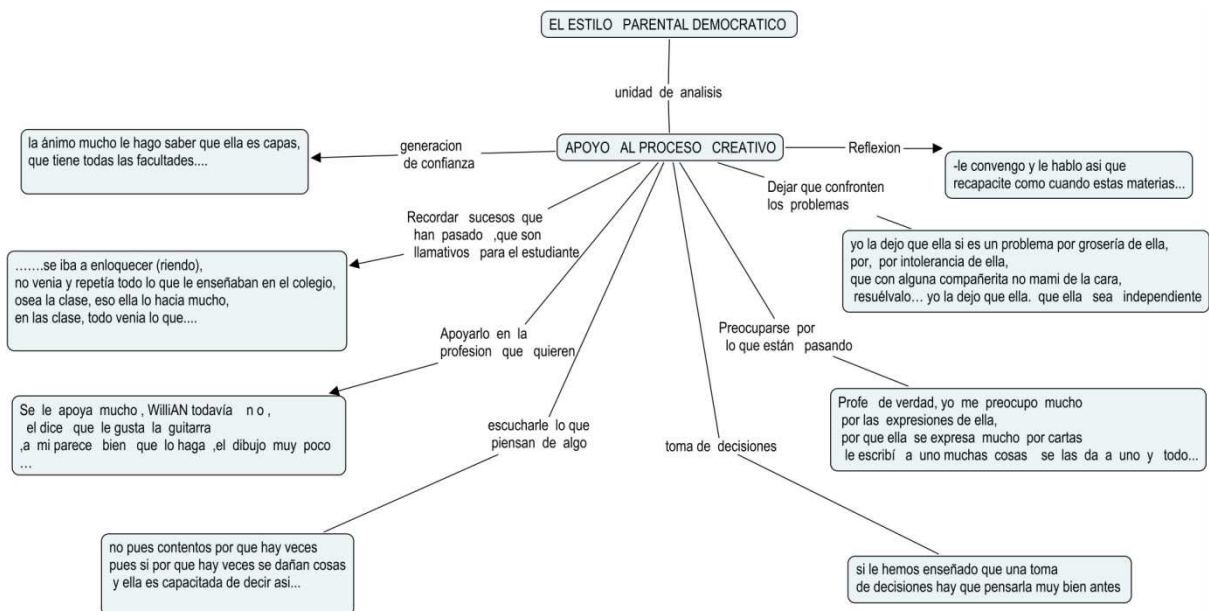 EL ESTILO PARENTAL DEMOCRATICO
unidad de analisis
APOYO AL PROCESO CREATIVO
generacion
de confianza
la ánimo mucho le hago saber que ella es capas,
que tiene todas las facultades....
Reflexion
-le convengo y le hablo asi que
recapacite como cuando estas materias...
Dejar que confronten
los problemas
yo la dejo que ella si es un problema por grosería de ella,
por, por intolerancia de ella,
que con alguna compañerita no mami de la cara,
resuélvalo... yo la dejo que ella. que ella sea independiente
Recordar sucesos que
han pasado ,que son
llamativos para el estudiante
.......se iba a enloquecer (riendo),
no venia y repetía todo lo que le enseñaban en el colegio,
osea la clase, eso ella lo hacia mucho,
en las clase, todo venia lo que....
Apoyarlo en la
profesion que quieren
Se le apoya mucho , WilliAN todavía n o ,
el dice que le gusta la guitarra
,a mi parece bien que lo haga ,el dibujo muy poco
...
Preocuparse por
lo que están pasando
Profe de verdad, yo me preocupo mucho
por las expresiones de ella,
por que ella se expresa mucho por cartas
le escribí a uno muchas cosas se las da a uno y todo...
escucharle lo que
piensan de algo
no pues contentos por que hay veces
pues si por que hay veces se dañan cosas
y ella es capacitada de decir asi...
toma de decisiones
si le hemos enseñado que una toma
de decisiones hay que pensarla muy bien antes